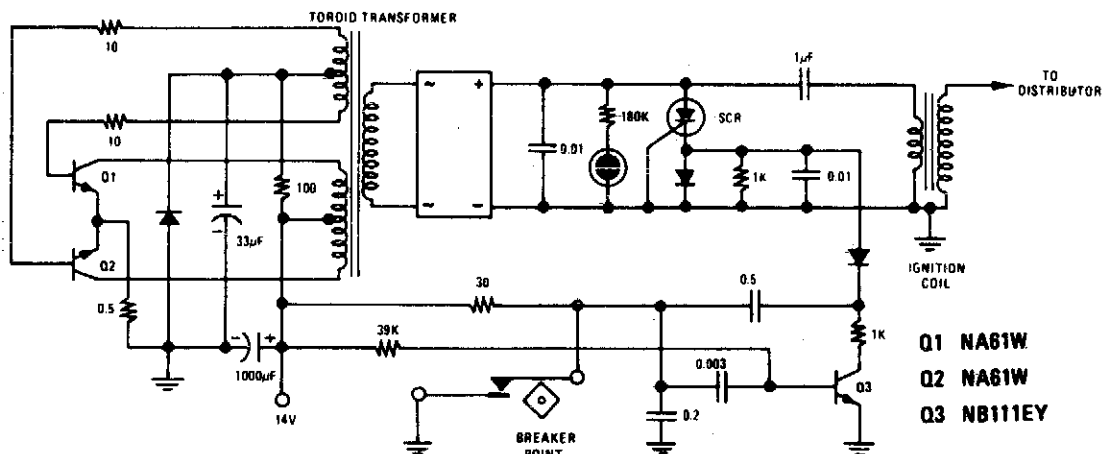 TOROID TRANSFORMER
10
10
Q1
Q2
0.5
100
33µF
1000µF
14V
~
~
+
−
0.01
180K
SCR
1K
0.01
1µF
TO
DISTRIBUTOR
IGNITION
COIL
30
39K
0.5
1K
0.003
0.2
Q3
BREAKER
POINT
Q1 NA61W
Q2 NA61W
Q3 NB111EY